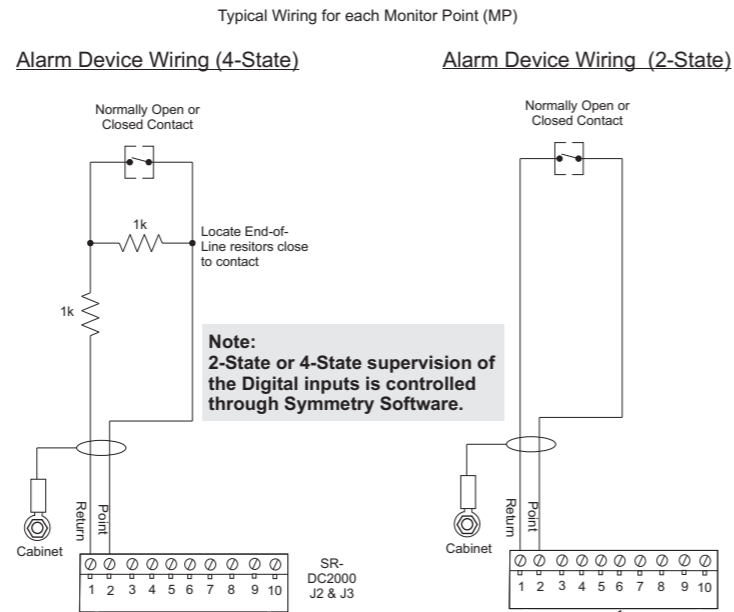 Typical Wiring for each Monitor Point (MP)
Alarm Device Wiring (4-State)
Normally Open or
Closed Contact
1k
Locate End-of-
Line resitors close
to contact
1k
Note:
2-State or 4-State supervision of
the Digital inputs is controlled
through Symmetry Software.
Return
Point
Cabinet
1 2 3 4 5 6 7 8 9 10
SR-
DC2000
J2 & J3
Alarm Device Wiring (2-State)
Normally Open or
Closed Contact
Return
Point
Cabinet
1 2 3 4 5 6 7 8 9 10